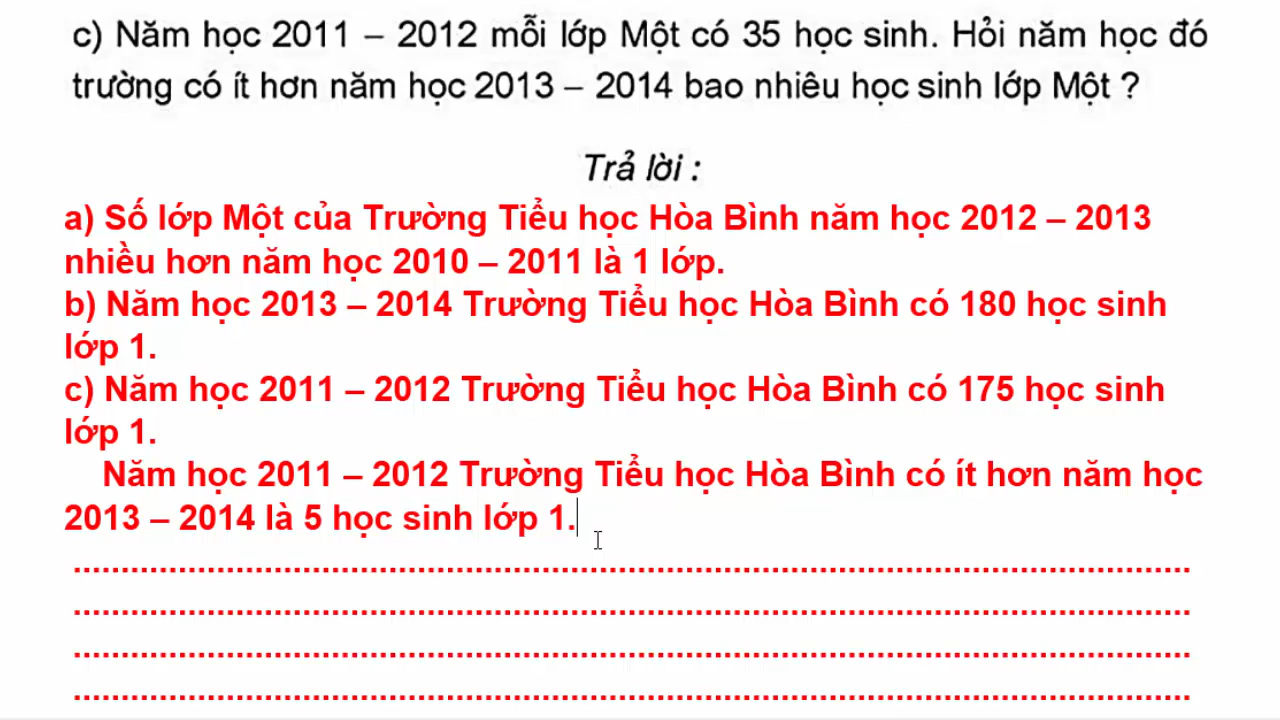 c) Năm học 2011 – 2012 mỗi lớp Một có 35 học sinh. Hỏi năm học đó
trường có ít hơn năm học 2013 – 2014 bao nhiêu học sinh lớp Một ?
Trả lời :
a) Số lớp Một của Trường Tiểu học Hòa Bình năm học 2012 – 2013
nhiều hơn năm học 2010 – 2011 là 1 lớp.
b) Năm học 2013 – 2014 Trường Tiểu học Hòa Bình có 180 học sinh
lớp 1.
c) Năm học 2011 – 2012 Trường Tiểu học Hòa Bình có 175 học sinh
lớp 1.
Năm học 2011 – 2012 Trường Tiểu học Hòa Bình có ít hơn năm học
2013 – 2014 là 5 học sinh lớp 1.